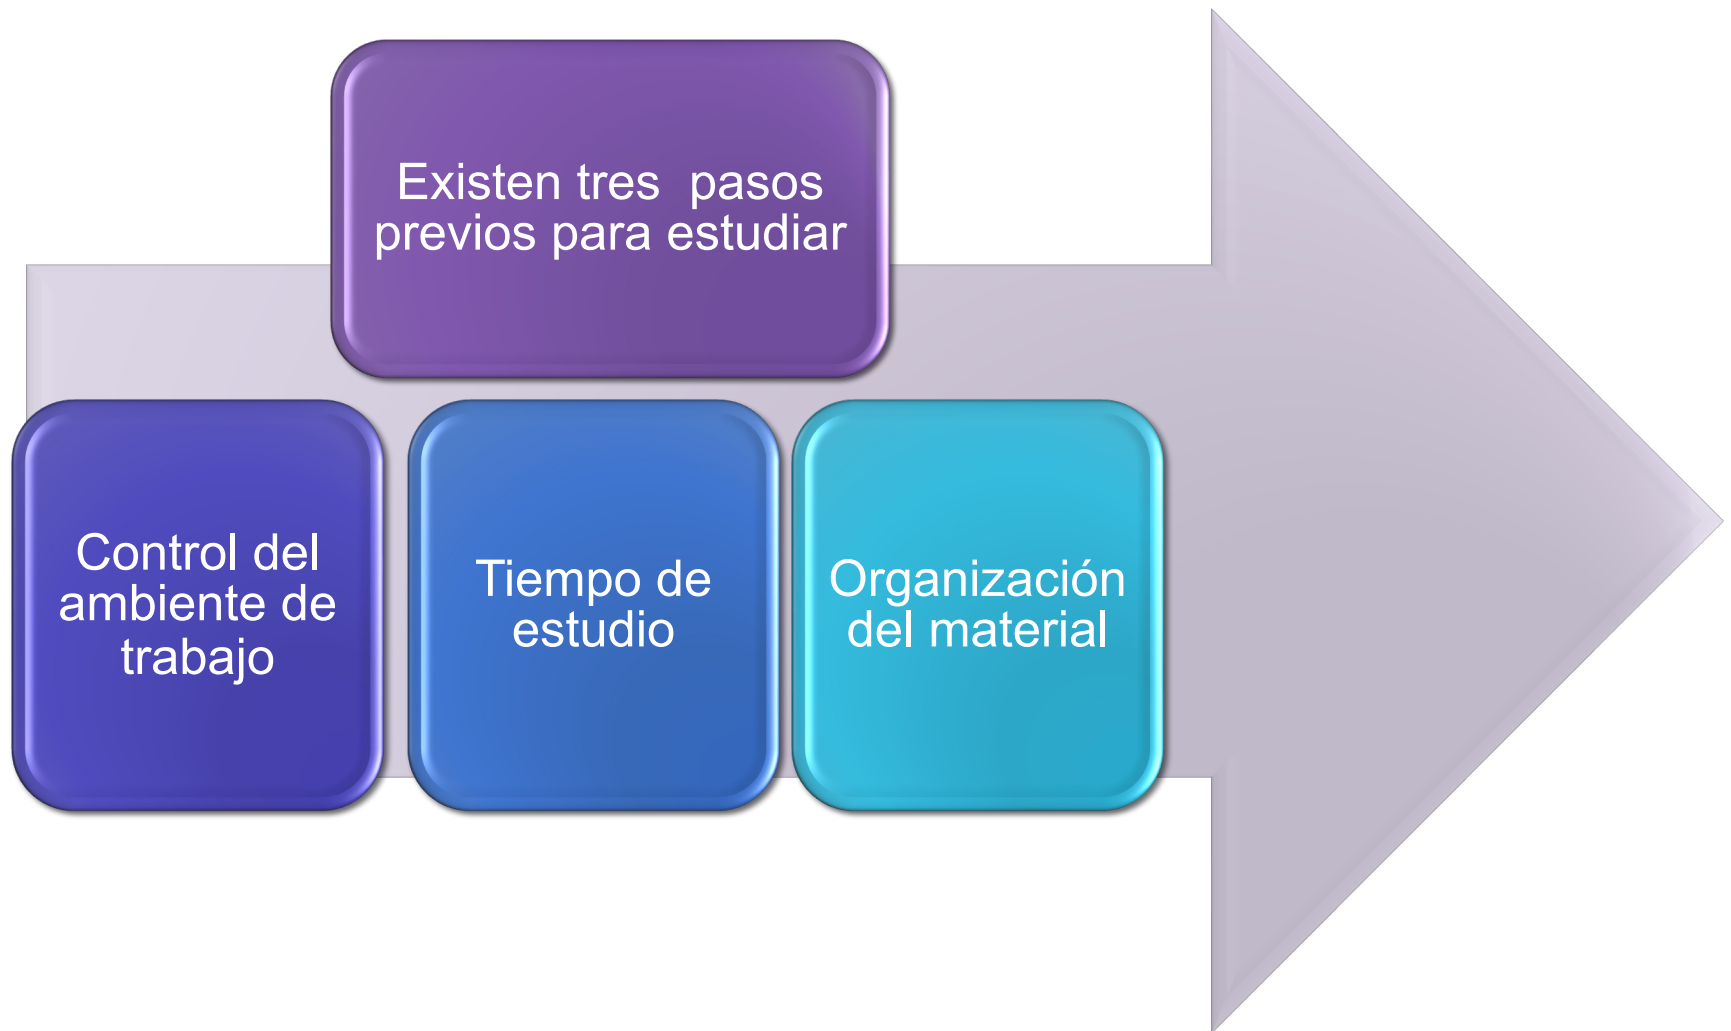 Existen tres  pasos
previos para estudiar
Control del
ambiente de
trabajo
Tiempo de
estudio
Organización
del material